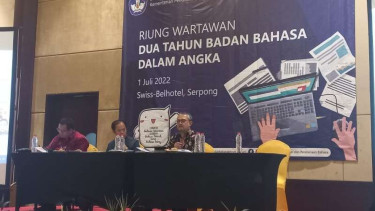 RIUNG WARTAWAN
DUA TAHUN BADAN BAHASA
DALAM ANGKA
1 Juli 2022
Swiss-Belhotel, Serpong